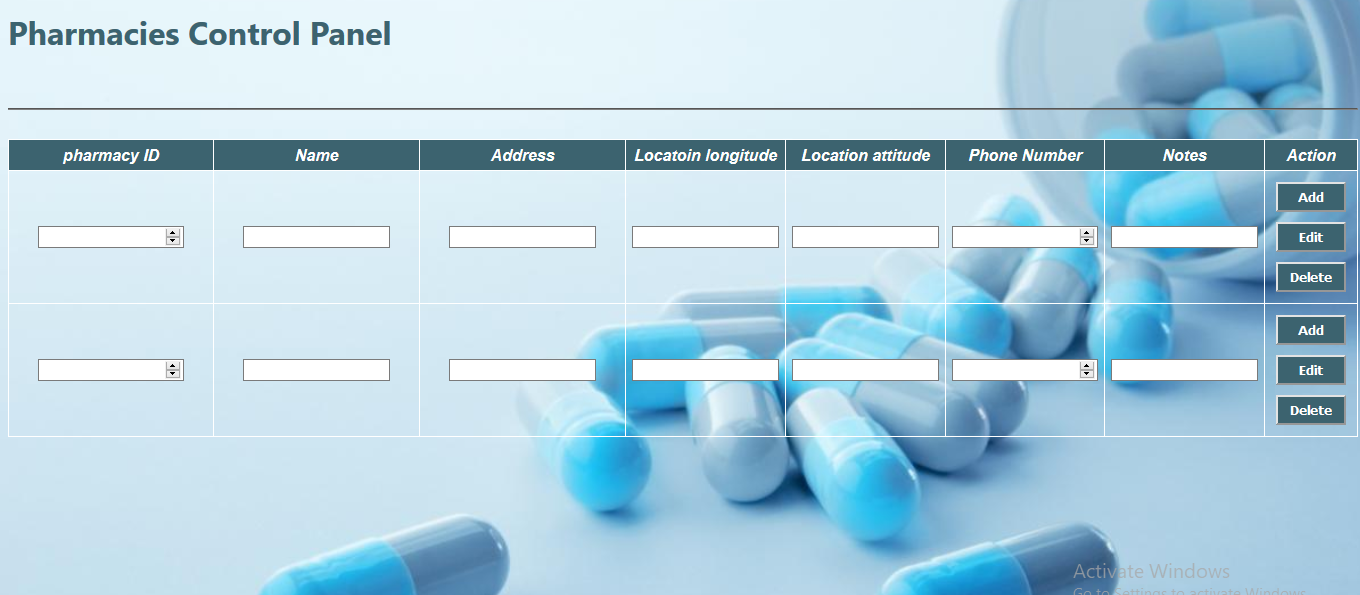 Pharmacies Control Panel
pharmacy ID Name Address Locatoin longitude Location attitude Phone Number Notes Action
Add
Edit
Delete
Add
Edit
Delete
Activate Windows
Go to Settings to activate Windows.